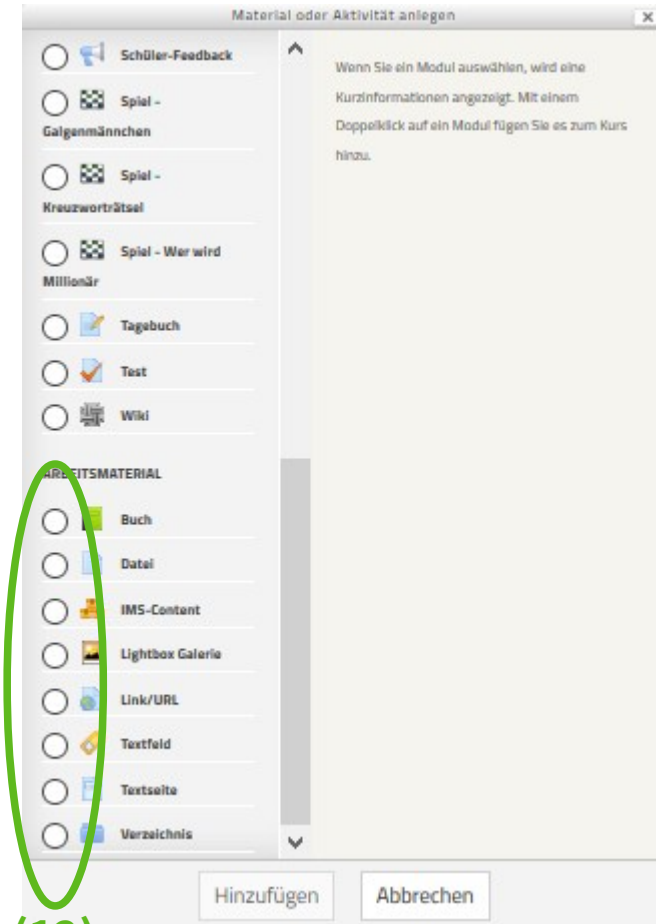 Material oder Aktivität anlegen
Schüler-Feedback
Spiel -
Galgenmännchen
Spiel -
Kreuzworträtsel
Spiel - Wer wird
Millionär
Tagebuch
Test
Wiki
ARBEITSMATERIAL
Buch
Datei
IMS-Content
Lightbox Galerie
Link/URL
Textfeld
Textseite
Verzeichnis
Wenn Sie ein Modul auswählen, wird eine
Kurzinformationen angezeigt. Mit einem
Doppelklick auf ein Modul fügen Sie es zum Kurs
hinzu.
Hinzufügen
Abbrechen